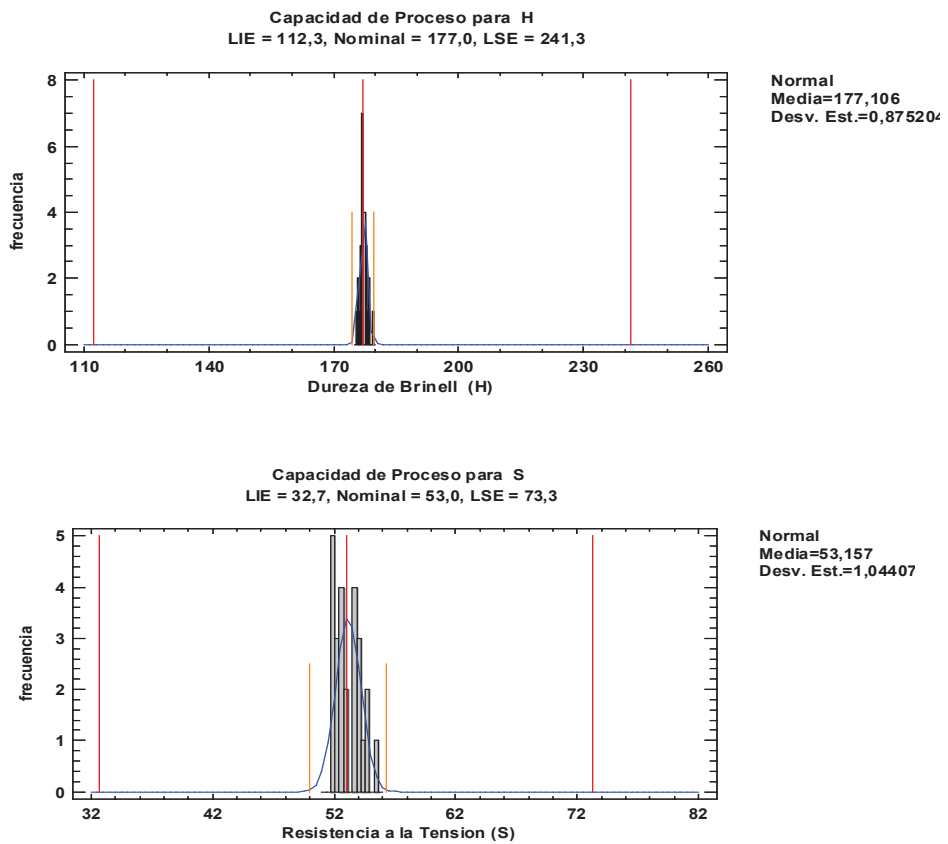 Capacidad de Proceso para H
LIE = 112,3, Nominal = 177,0, LSE = 241,3
Normal
Media=177,106
Desv. Est.=0,875204
frecuencia
8
6
4
2
0
110 140 170 200 230 260
Dureza de Brinell (H)
Capacidad de Proceso para S
LIE = 32,7, Nominal = 53,0, LSE = 73,3
Normal
Media=53,157
Desv. Est.=1,04407
frecuencia
5
4
3
2
1
0
32 42 52 62 72 82
Resistencia a la Tension (S)